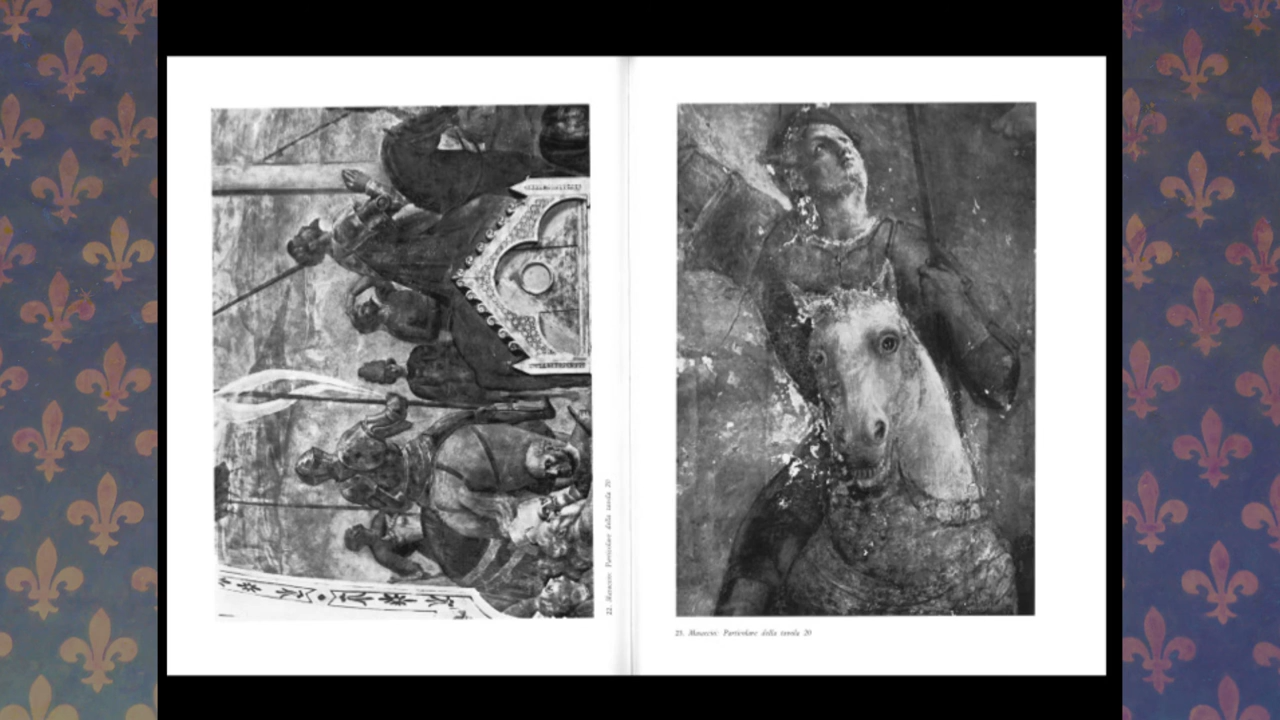 22. Masaccio: Particolare della tavola 20
23. Masaccio: Particolare della tavola 20